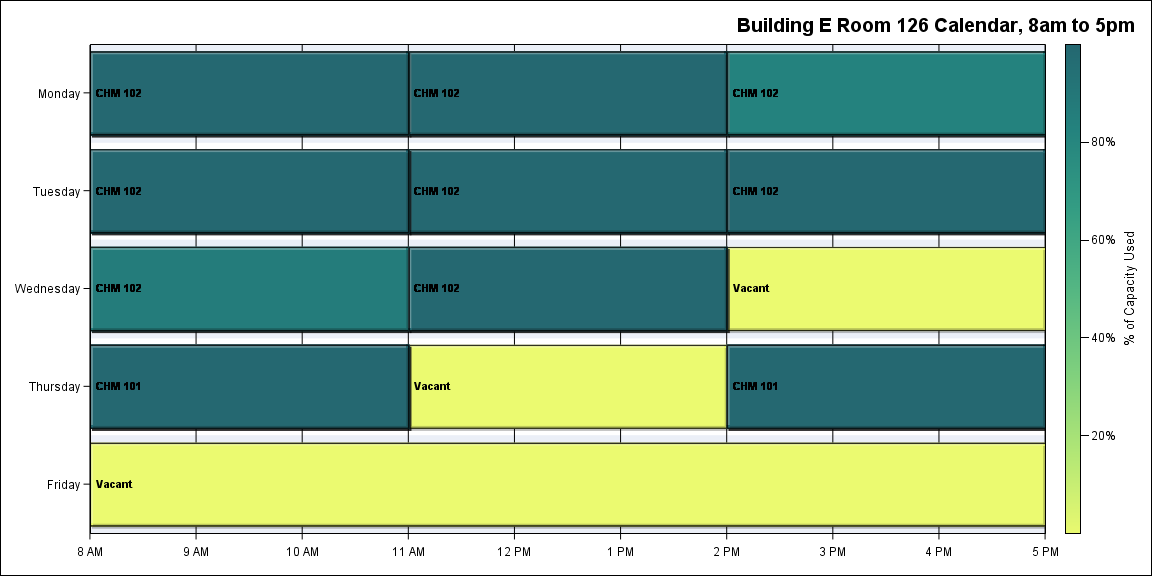 Building E Room 126 Calendar, 8am to 5pm
Monday
CHM 102
CHM 102
CHM 102
Tuesday
CHM 102
CHM 102
CHM 102
Wednesday
CHM 102
CHM 102
Vacant
Thursday
CHM 101
Vacant
CHM 101
Friday
Vacant
8 AM
9 AM
10 AM
11 AM
12 PM
1 PM
2 PM
3 PM
4 PM
5 PM
80%
60%
40%
20%
% of Capacity Used